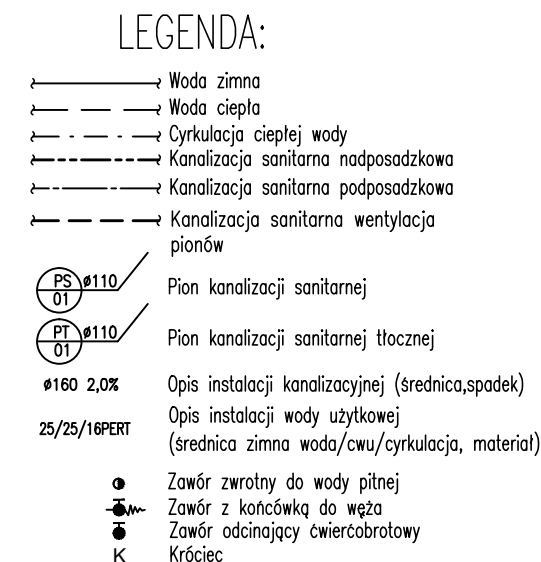 LEGENDA:
Woda zimna
Woda ciepła
Cyrkulacja ciepłej wody
Kanalizacja sanitarna nadposadzkowa
Kanalizacja sanitarna podposadzkowa
Kanalizacja sanitarna wentylacja
pionów
PS ø110
01
Pion kanalizacji sanitarnej
PT ø110
01
Pion kanalizacji sanitarnej tłocznej
ø160 2,0% Opis instalacji kanalizacyjnej (średnica,spadek)
25/25/16PERT Opis instalacji wody użytkowej
(średnica zimna woda/cwu/cyrkulacja, materiał)
Zawór zwrotny do wody pitnej
Zawór z końcówką do węża
Zawór odcinający ćwierćobrotowy
K Króciec